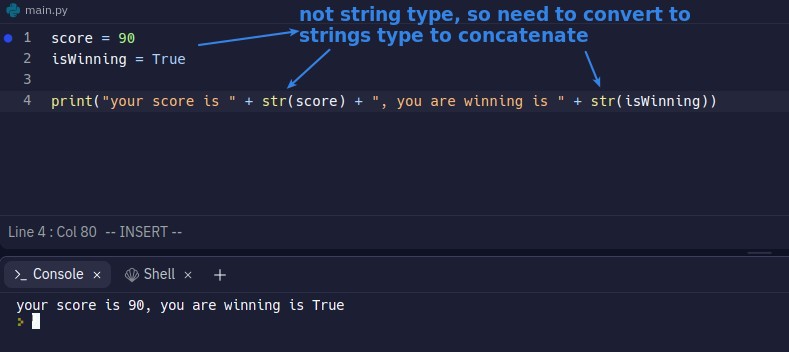 main.py
not string type, so need to convert to
strings type to concatenate
1 score = 90
2 isWinning = True
3
4 print("your score is " + str(score) + ", you are winning is " + str(isWinning))
Line 4 : Col 80 -- INSERT --
>_ Console × Shell × +
your score is 90, you are winning is True